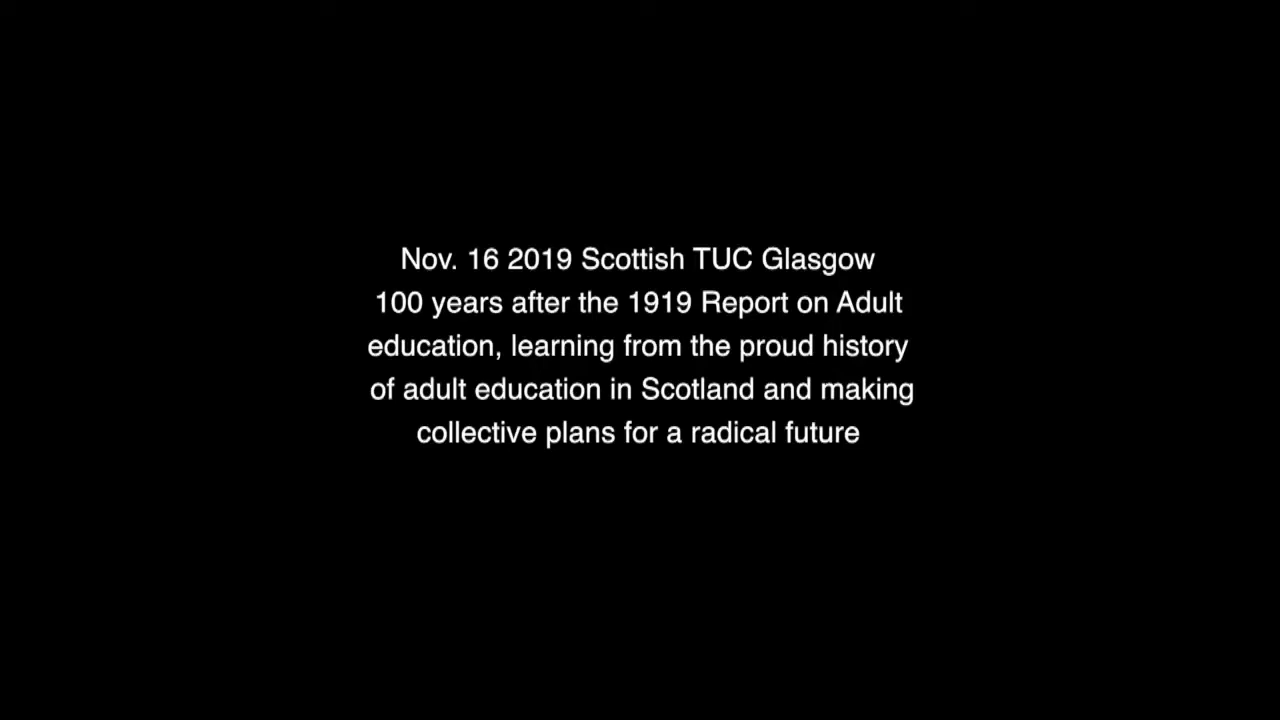 Nov. 16 2019 Scottish TUC Glasgow
100 years after the 1919 Report on Adult
education, learning from the proud history
of adult education in Scotland and making
collective plans for a radical future